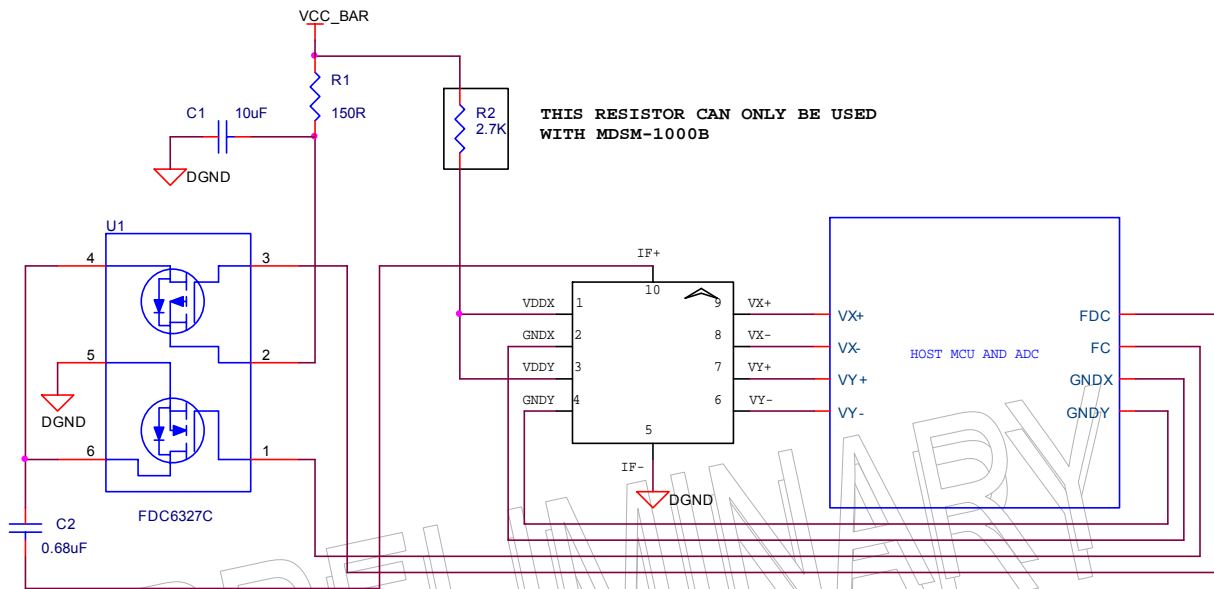 VCC_BAR
R1
150R
C1 10uF
DGND
R2
2.7K
THIS RESISTOR CAN ONLY BE USED
WITH MDSM-1000B
U1
4 3
5 2
DGND
6 1
FDC6327C
C2
0.68uF
IF+
10
VDDX 1
GNDX 2
VDDY 3
GNDY 4
9 VX+
8 VX-
7 VY+
6 VY-
5
IF-
DGND
VX+
VX-
VY+
VY-
HOST MCU AND ADC
FDC
FC
GNDX
GNDY
PRELIMINARY